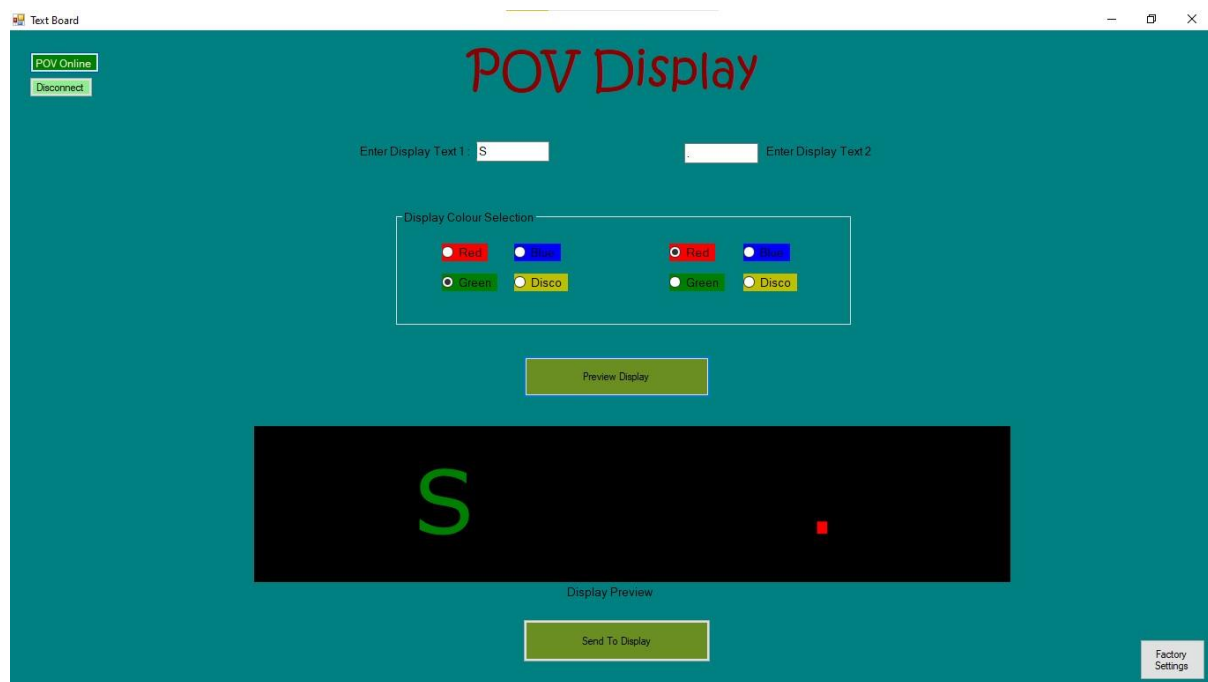 Text Board
POV Online
Disconnect
POV Display
Enter Display Text 1 : S
. Enter Display Text 2
Display Colour Selection
Red Blue Red Blue
Green Disco Green Disco
Preview Display
S .
Display Preview
Send To Display
Factory
Settings